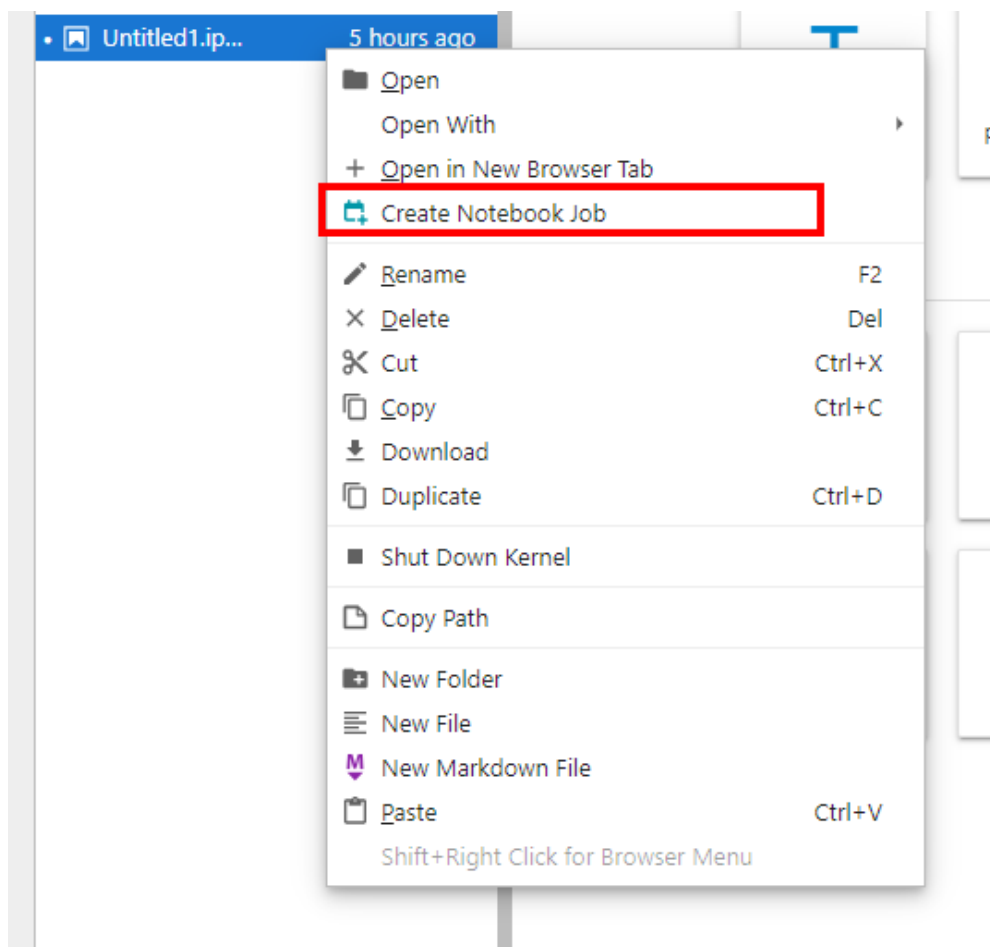 Untitled1.ip... 5 hours ago
Open
Open With
Open in New Browser Tab
Create Notebook Job
Rename F2
Delete Del
Cut Ctrl+X
Copy Ctrl+C
Download
Duplicate Ctrl+D
Shut Down Kernel
Copy Path
New Folder
New File
New Markdown File
Paste Ctrl+V
Shift+Right Click for Browser Menu